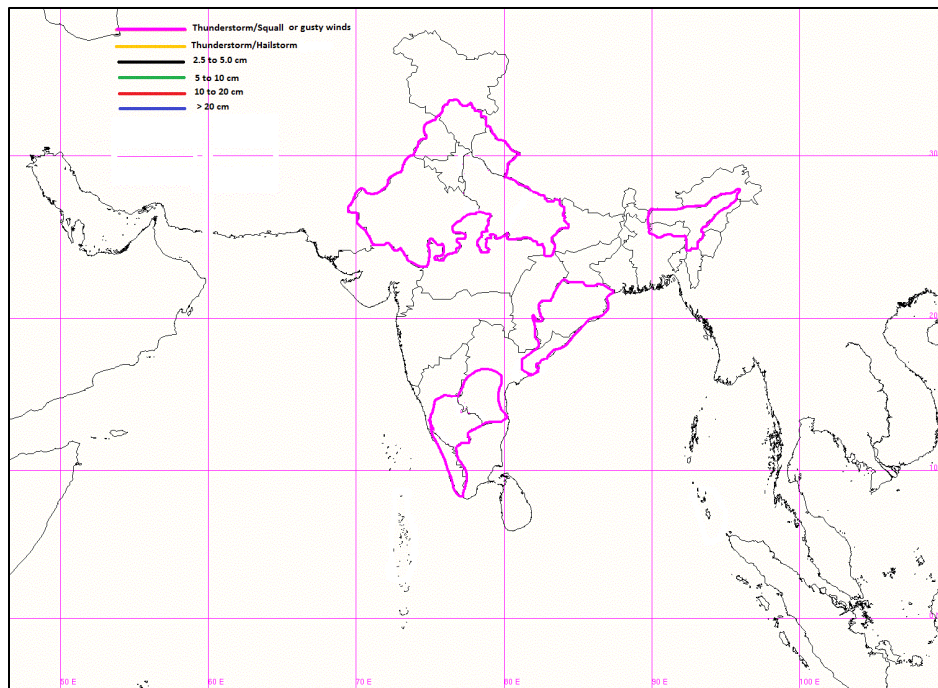 Thunderstorm/Squall or gusty winds
Thunderstorm/Hailstorm
2.5 to 5.0 cm
5 to 10 cm
10 to 20 cm
> 20 cm
30
20
10
50 E
60 E
70 E
80 E
90 E
100 E